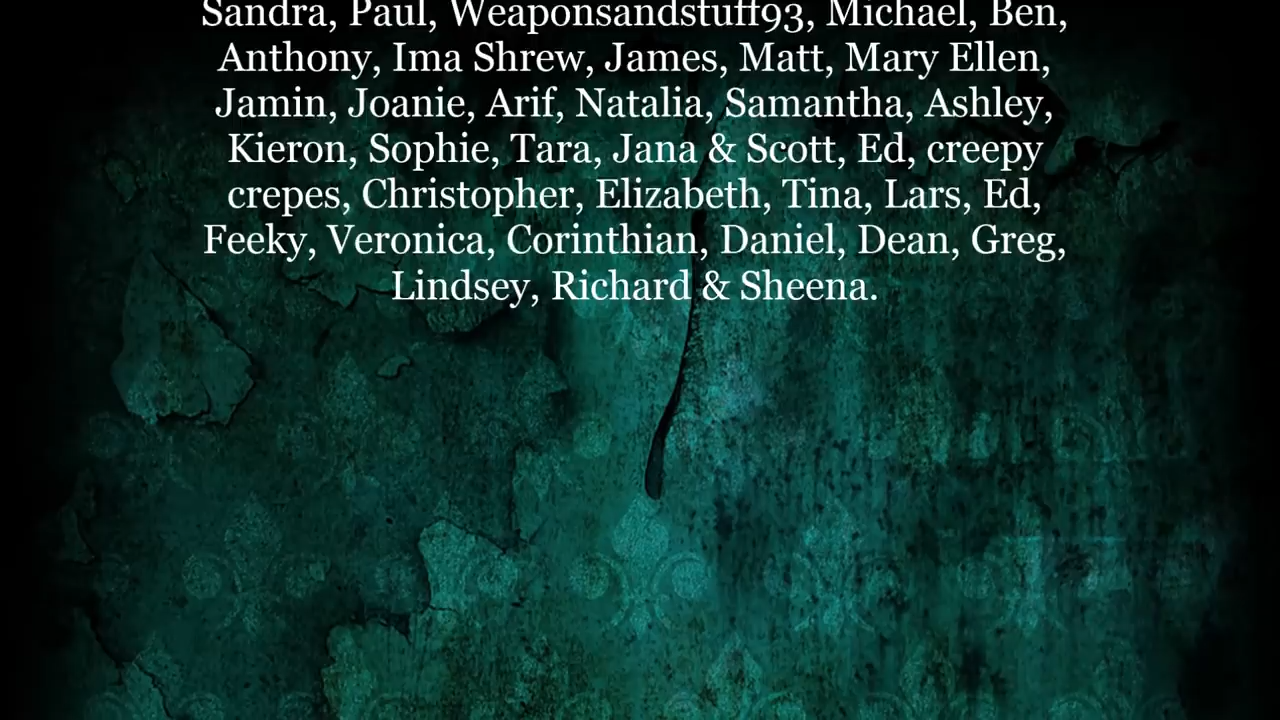 Sandra, Paul, Weaponsandstuff93, Michael, Ben,
Anthony, Ima Shrew, James, Matt, Mary Ellen,
Jamin, Joanie, Arif, Natalia, Samantha, Ashley,
Kieron, Sophie, Tara, Jana & Scott, Ed, creepy
crepes, Christopher, Elizabeth, Tina, Lars, Ed,
Feeky, Veronica, Corinthian, Daniel, Dean, Greg,
Lindsey, Richard & Sheena.